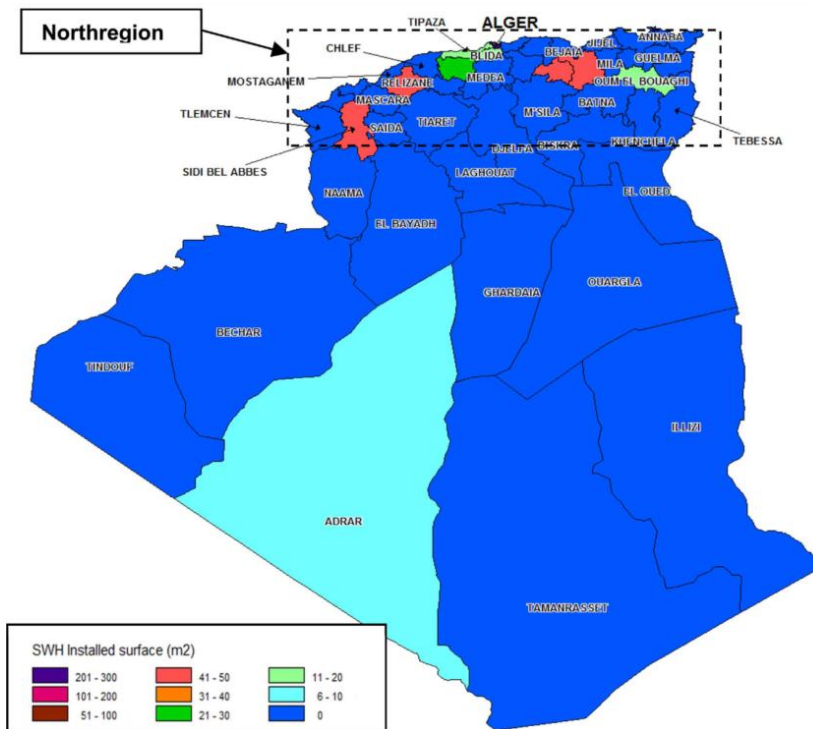 Northregion
TIPAZA
ALGER
CHLEF
BLIDA
BEJAIA
JIJEL
ANNABA
GUELMA
MILA
MOSTAGANEM
RELIZANE
MEDEA
OUM EL BOUAGHI
MASCARA
BATNA
TLEMCEN
SAIDA
TIARET
M'SILA
KHENCHELA
TEBESSA
DJELFA
BISKRA
SIDI BEL ABBES
LAGHOUAT
NAAMA
EL OUED
EL BAYADH
GHARDAIA
OUARGLA
BECHAR
TINDOUF
ILLIZI
ADRAR
TAMANRASSET
SWH Installed surface (m2)
201 - 300
41 - 50
11 - 20
101 - 200
31 - 40
6 - 10
51 - 100
21 - 30
0